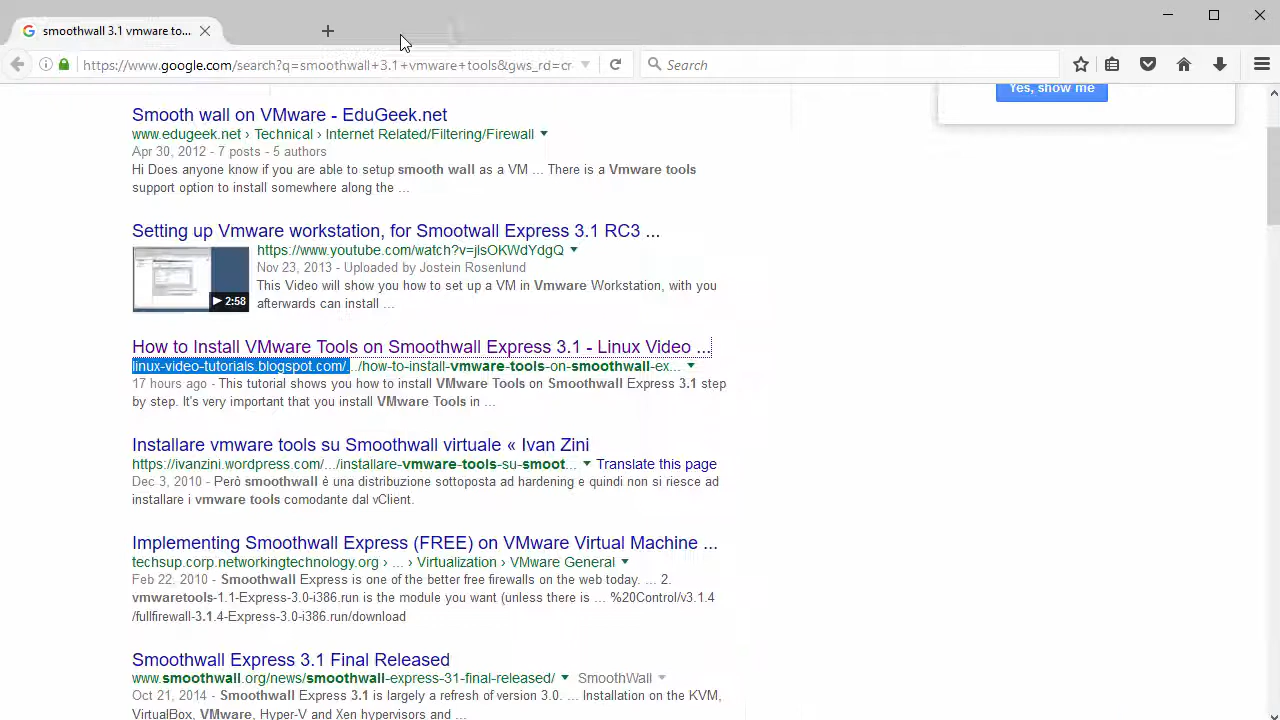 smoothwall 3.1 vmware to...
https://www.google.com/search?q=smoothwall+3.1+vmware+tools&gws_rd=cr
Search
Yes, show me
Smooth wall on VMware - EduGeek.net
www.edugeek.net › Technical › Internet Related/Filtering/Firewall
Apr 30, 2012 - 7 posts - 5 authors
Hi Does anyone know if you are able to setup smooth wall as a VM ... There is a Vmware tools
support option to install somewhere along the ...
Setting up Vmware workstation, for Smootwall Express 3.1 RC3 ...
https://www.youtube.com/watch?v=jlsOKWdYdgQ
Nov 23, 2013 - Uploaded by Jostein Rosenlund
This Video will show you how to set up a VM in Vmware Workstation, with you
afterwards can install ...
2:58
How to Install VMware Tools on Smoothwall Express 3.1 - Linux Video ...
linux-video-tutorials.blogspot.com/.../how-to-install-vmware-tools-on-smoothwall-ex...
17 hours ago - This tutorial shows you how to install VMware Tools on Smoothwall Express 3.1 step
by step. It's very important that you install VMware Tools in ...
Installare vmware tools su Smoothwall virtuale « Ivan Zini
https://ivanzini.wordpress.com/.../installare-vmware-tools-su-smoot... Translate this page
Dec 3, 2010 - Però smoothwall è una distribuzione sottoposta ad hardening e quindi non si riesce ad
installare i vmware tools comodante dal vClient.
Implementing Smoothwall Express (FREE) on VMware Virtual Machine ...
techsup.corp.networkingtechnology.org › ... › Virtualization › VMware General
Feb 22, 2010 - Smoothwall Express is one of the better free firewalls on the web today. ... 2.
vmwaretools-1.1-Express-3.0-i386.run is the module you want (unless there is ... %20Control/v3.1.4
/fullfirewall-3.1.4-Express-3.0-i386.run/download
Smoothwall Express 3.1 Final Released
www.smoothwall.org/news/smoothwall-express-31-final-released/ SmoothWall
Oct 21, 2014 - Smoothwall Express 3.1 is largely a refresh of version 3.0. ... Installation on the KVM,
VirtualBox, VMware, Hyper-V and Xen hypervisors and ...